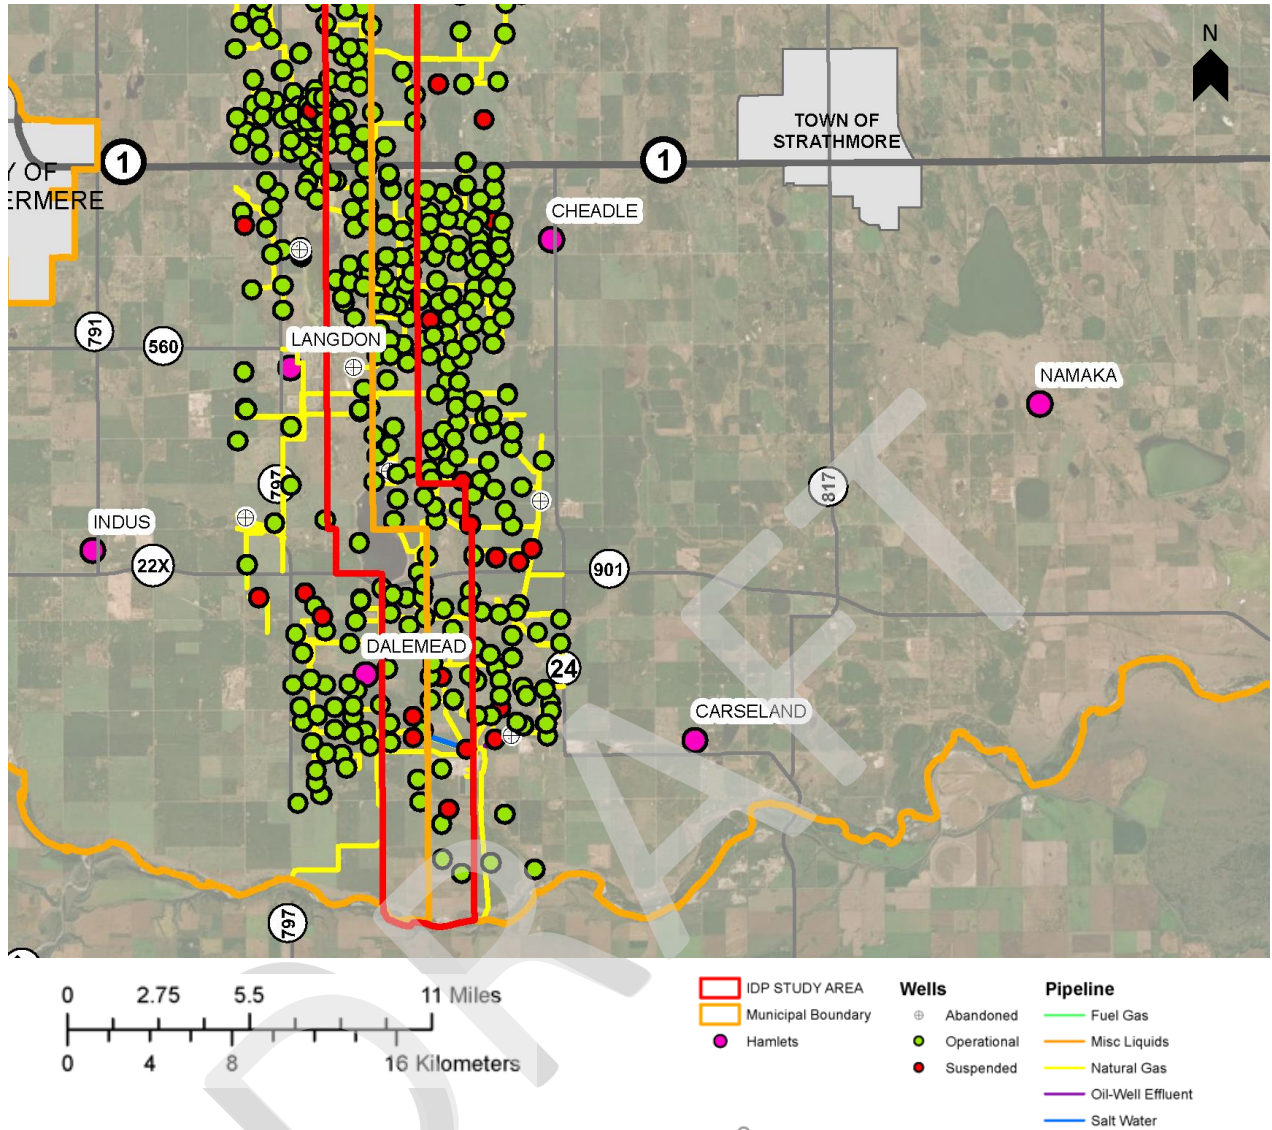 N
TOWN OF
STRATHMORE
1
1
Y OF
ERMERE
CHEADLE
791
560
LANGDON
NAMAKA
797
817
INDUS
22X
901
DALEMEAD
24
CARSELAND
797
0 2.75 5.5 11 Miles
0 4 8 16 Kilometers
IDP STUDY AREA
Municipal Boundary
Hamlets
Wells
Abandoned
Operational
Suspended
Pipeline
Fuel Gas
Misc Liquids
Natural Gas
Oil-Well Effluent
Salt Water
DRAFT